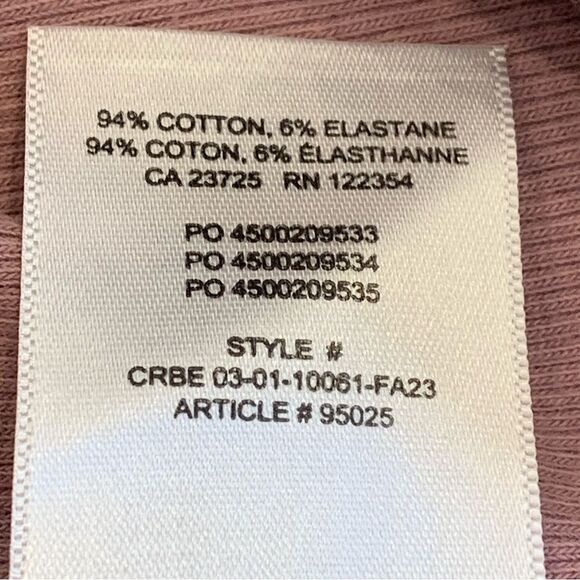 94% COTTON, 6% ELASTANE
94% COTON, 6% ÉLASTHANNE
CA 23725 RN 122354
PO 4500209533
PO 4500209534
PO 4500209535
STYLE #
CRBE 03-01-10061-FA23
ARTICLE # 95025